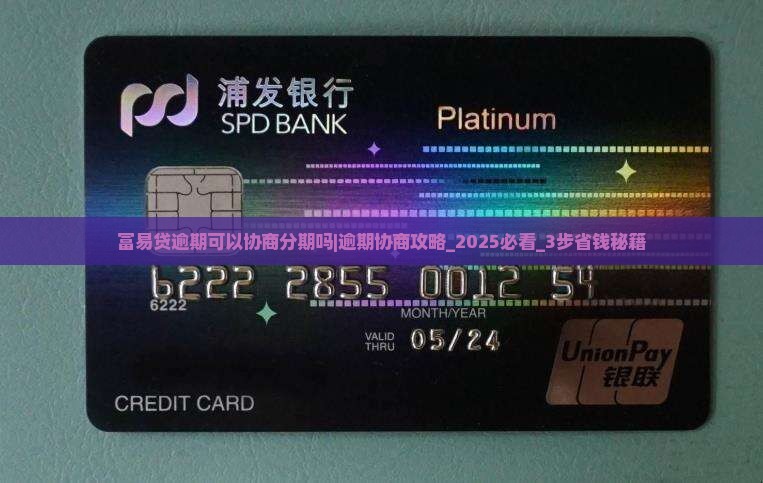 浦发银行
SPD BANK
Platinum
富易贷逾期可以协商分期吗|逾期协商攻略_2025必看_3步省钱秘籍
6222 2855 0012 54
6222
MONTH/YEAR
VALID
THRU
05/24
UnionPay
银联
CREDIT CARD